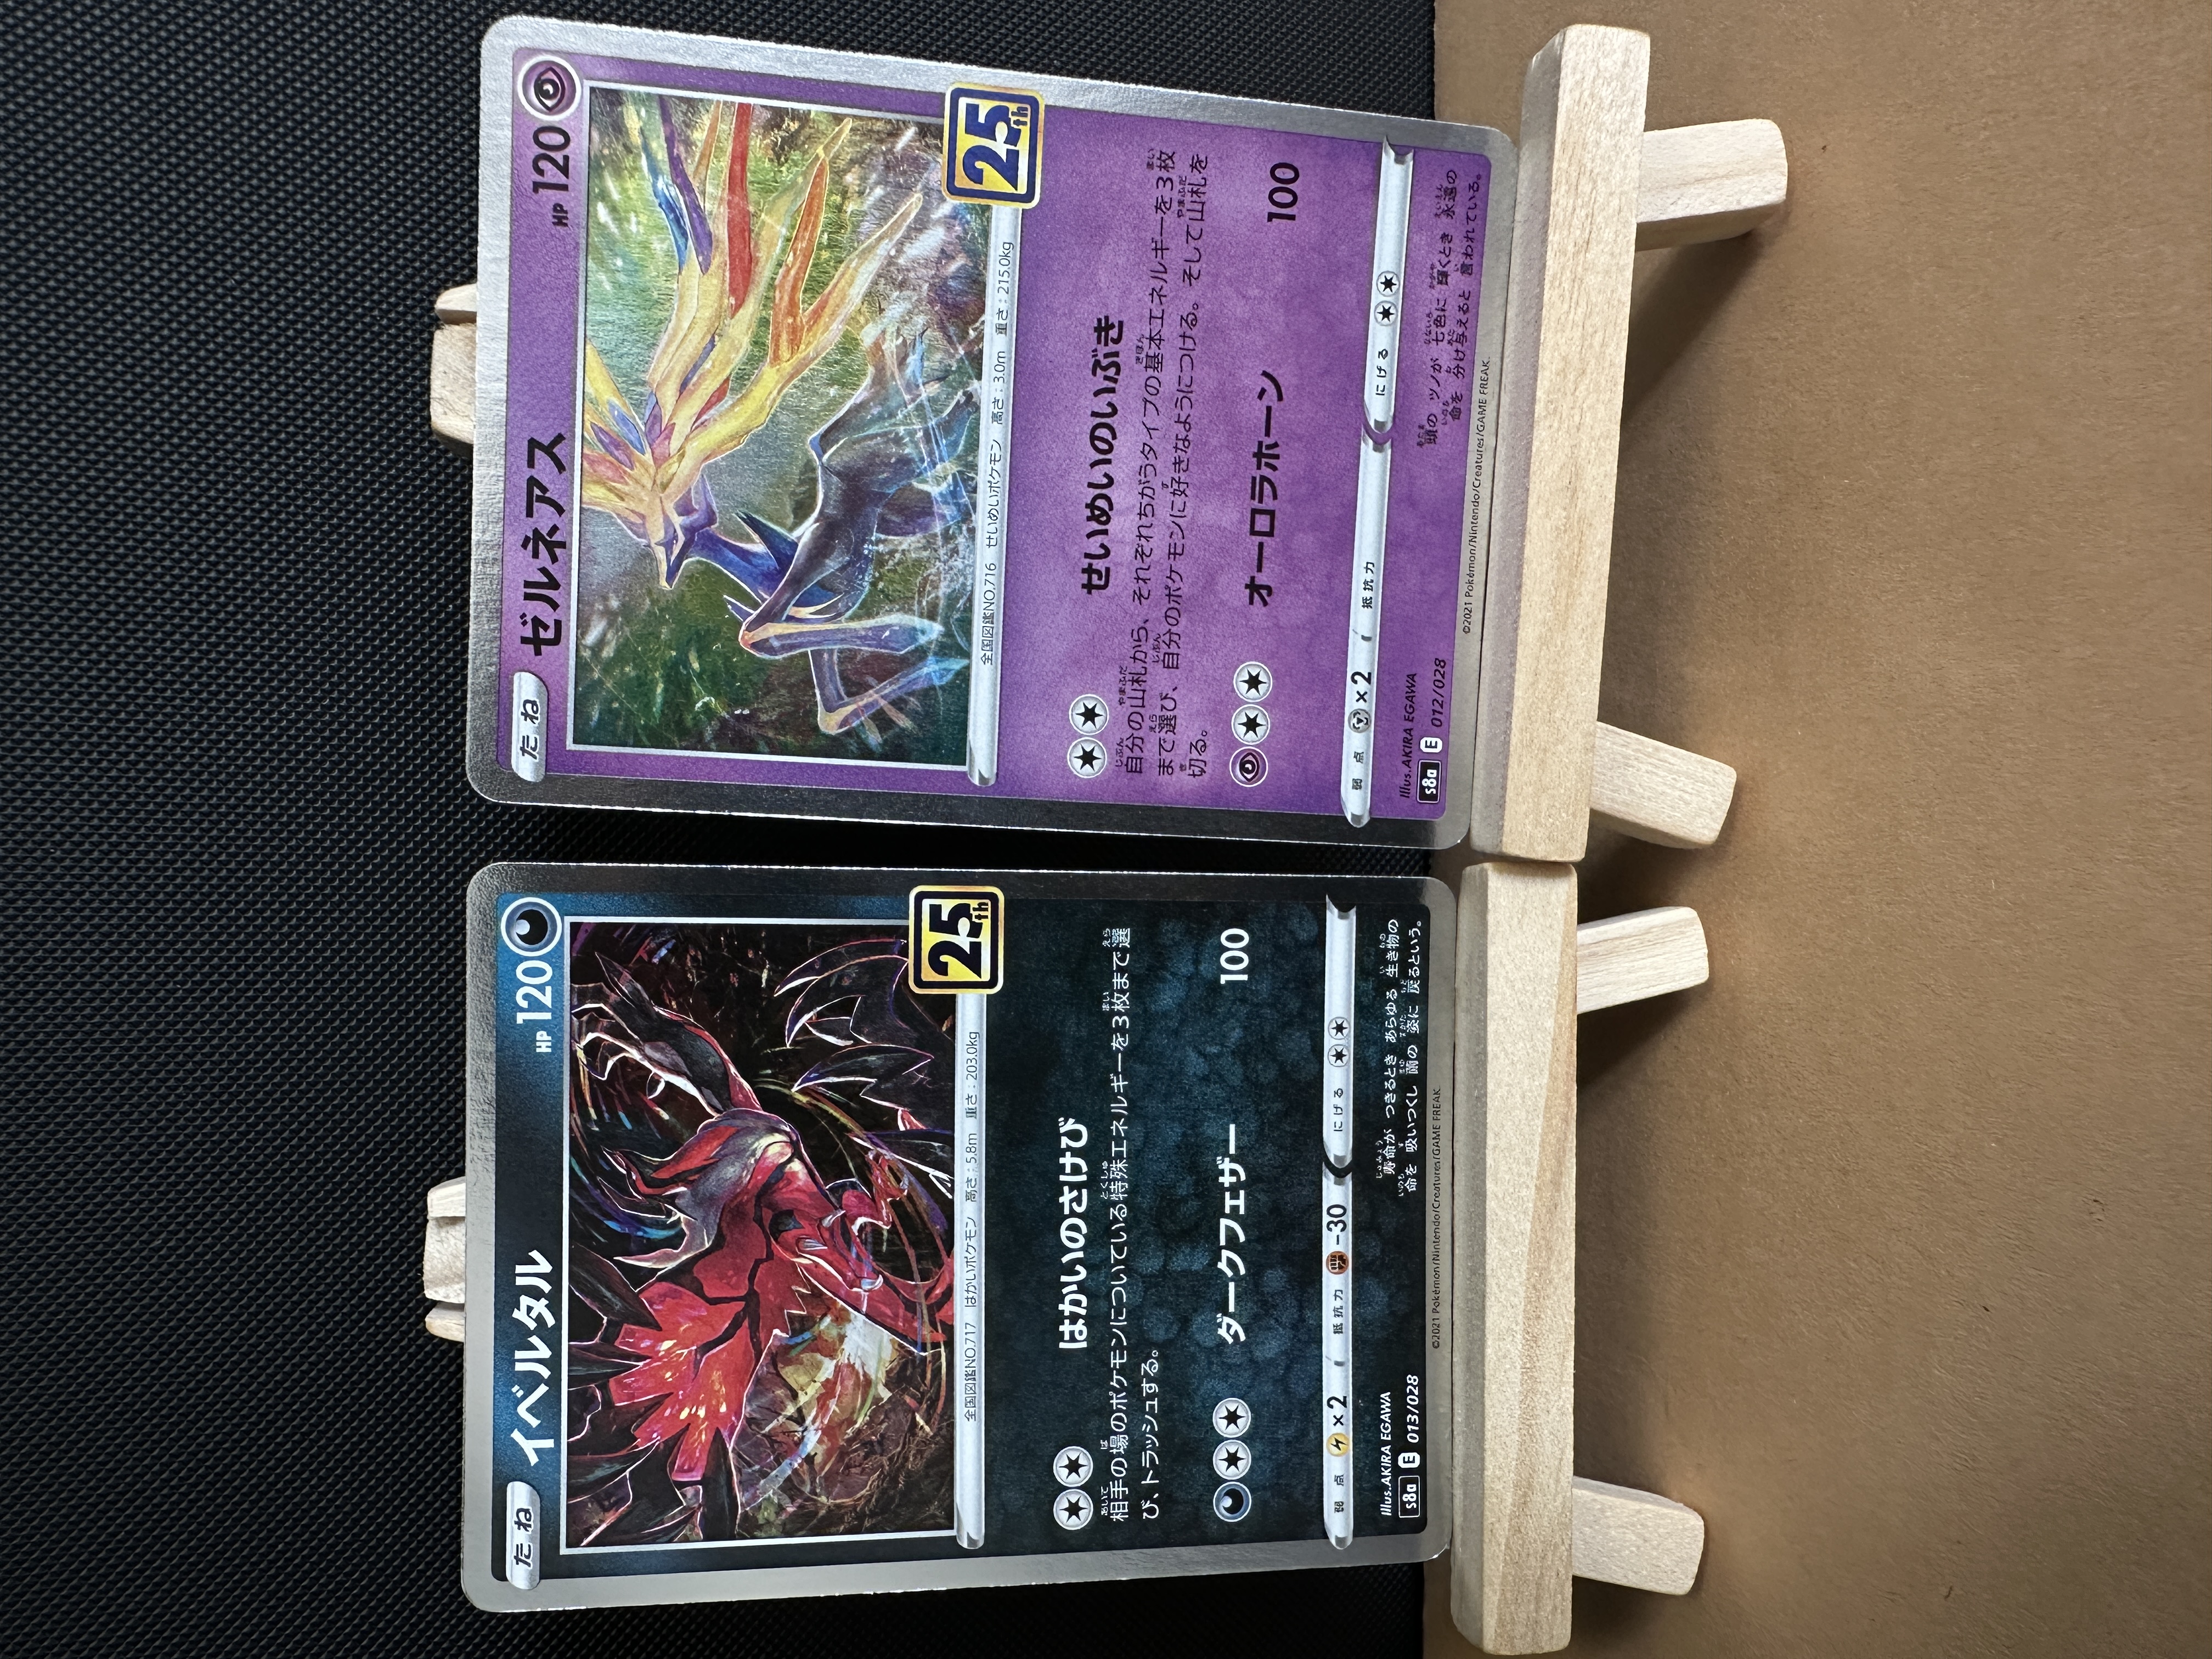 たね イベルタル HP 120
25th
全国図鑑NO.717 はかいポケモン 高さ:5.8m 重さ:203.0kg
はかいのさけび
相手の場のポケモンについている特殊エネルギーを3枚まで選
び、トラッシュする。
ダークフェザー 100
弱点 ×2 抵抗力 -30 にげる
Illus.AKIRA EGAWA
s8a E 013/028
寿命が つきるとき あらゆる 生き物の
命を 吸いつくし 繭の 姿に 戻るという。
©2021 Pokémon/Nintendo/Creatures/GAME FREAK.
たね ゼルネアス HP 120
25th
全国図鑑NO.716 せいめいポケモン 高さ:3.0m 重さ:215.0kg
せいめいのいぶき
自分の山札から、それぞれちがうタイプの基本エネルギーを3枚
まで選び、自分のポケモンに好きなようにつける。そして山札を
切る。
オーロラホーン 100
弱点 ×2 抵抗力 にげる
Illus.AKIRA EGAWA
s8a E 012/028
頭の ツノが 七色に 輝くとき 永遠の
命を 分け与えると 言われている。
©2021 Pokémon/Nintendo/Creatures/GAME FREAK.